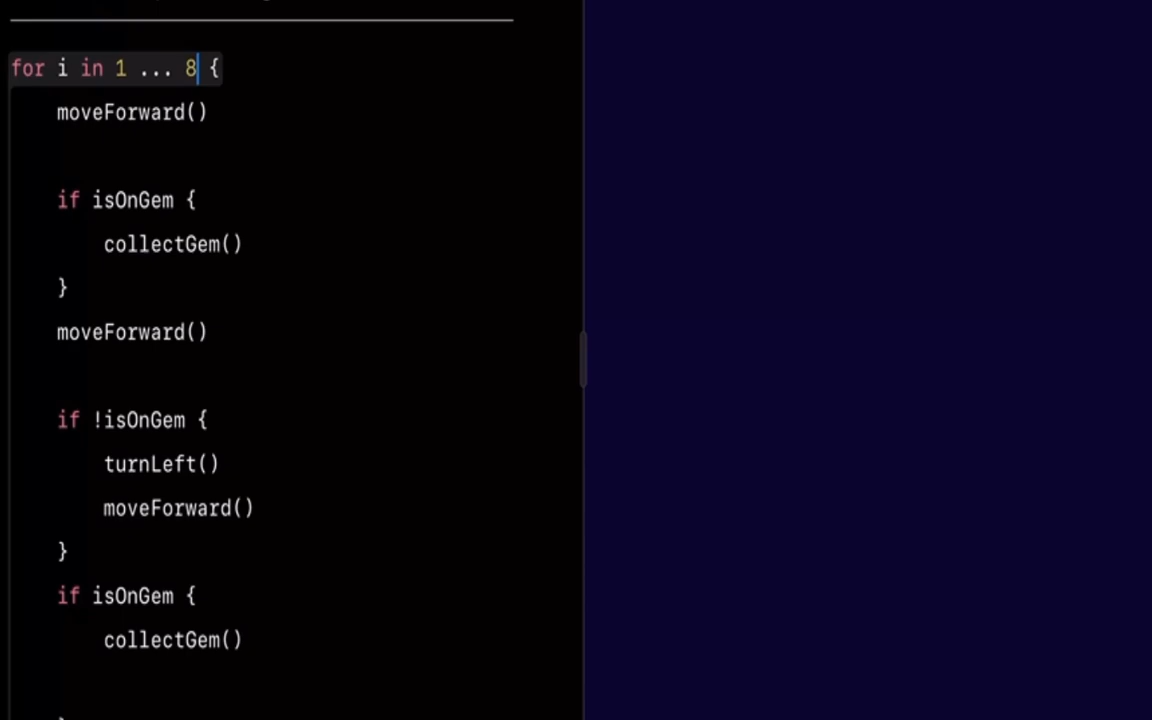 for i in 1 ... 8 {
    moveForward()

    if isOnGem {
        collectGem()
    }
    moveForward()

    if !isOnGem {
        turnLeft()
        moveForward()
    }
    if isOnGem {
        collectGem()